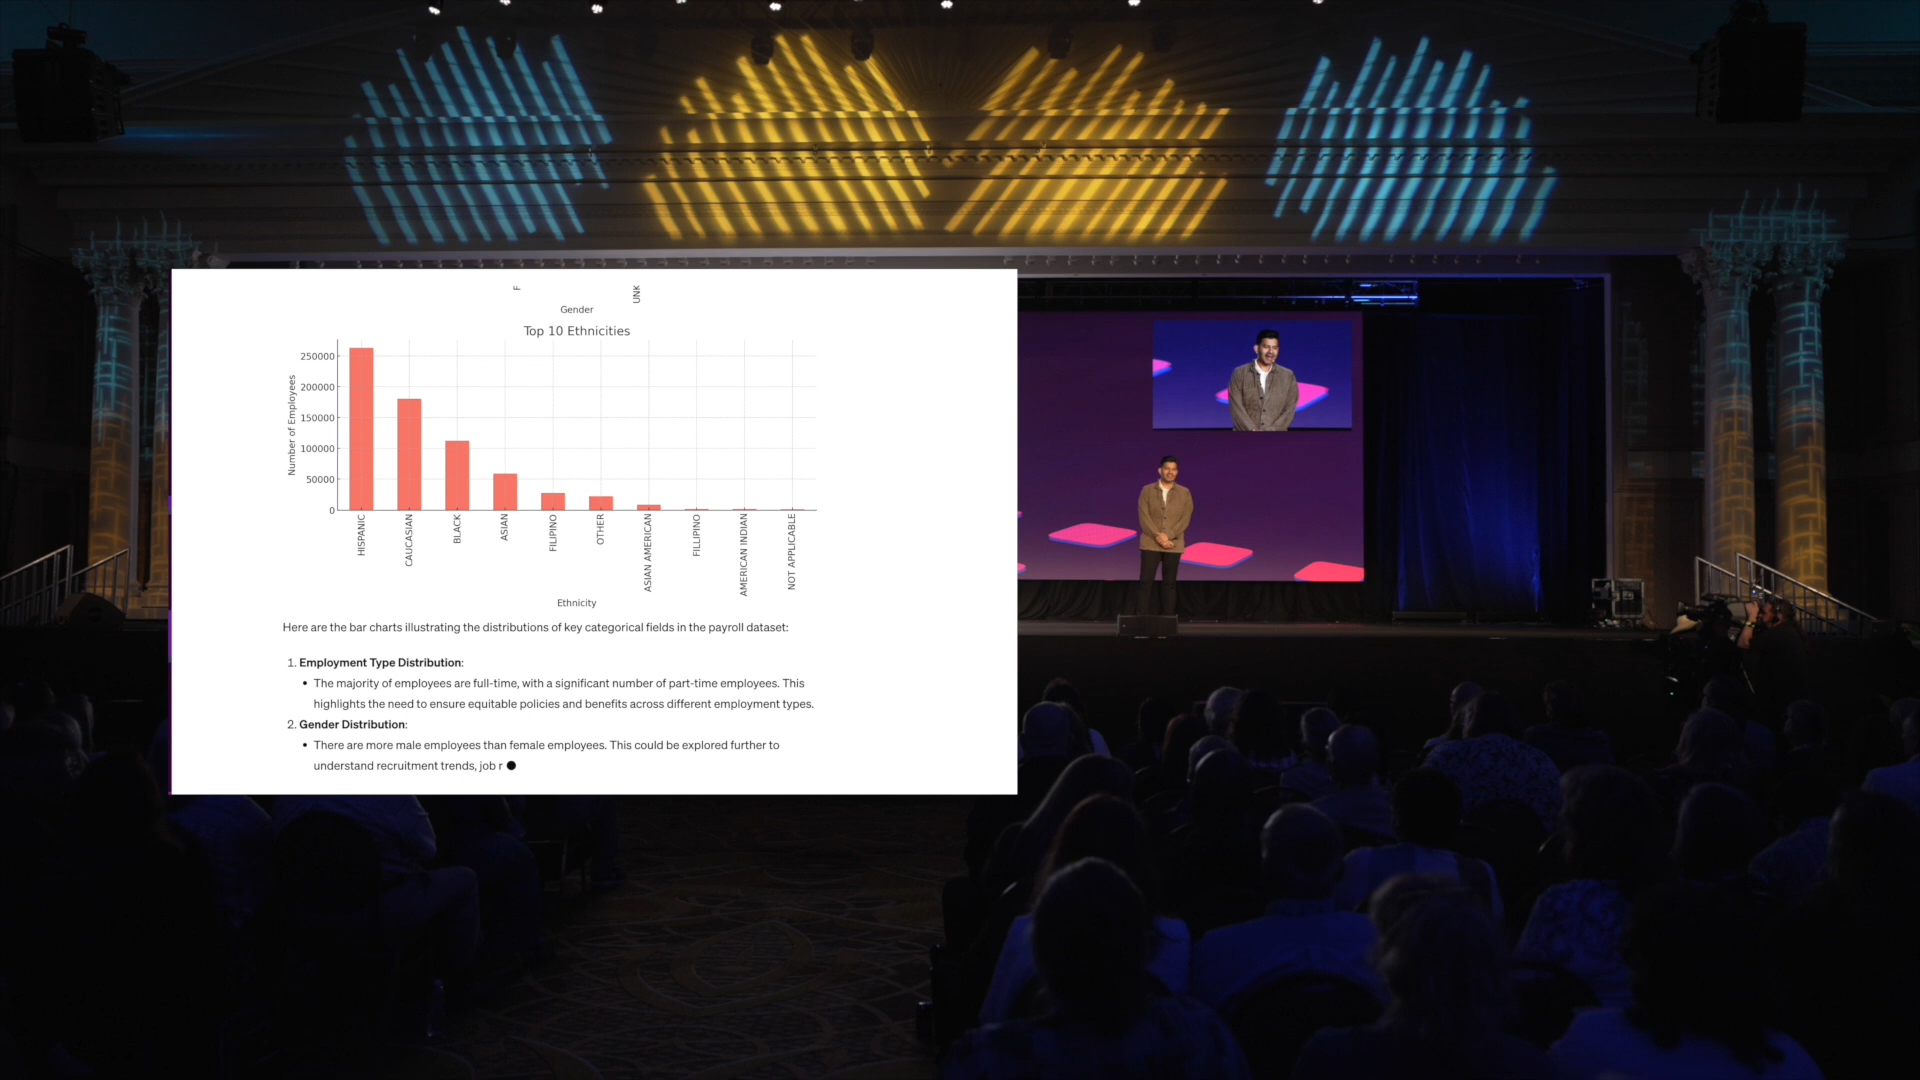 F
UNK
Gender
Top 10 Ethnicities
Number of Employees
250000
200000
150000
100000
50000
0
HISPANIC
CAUCASIAN
BLACK
ASIAN
FILIPINO
OTHER
ASIAN AMERICAN
FILLIPINO
AMERICAN INDIAN
NOT APPLICABLE
Ethnicity
Here are the bar charts illustrating the distributions of key categorical fields in the payroll dataset:
1. Employment Type Distribution:
• The majority of employees are full-time, with a significant number of part-time employees. This
highlights the need to ensure equitable policies and benefits across different employment types.
2. Gender Distribution:
• There are more male employees than female employees. This could be explored further to
understand recruitment trends, job r